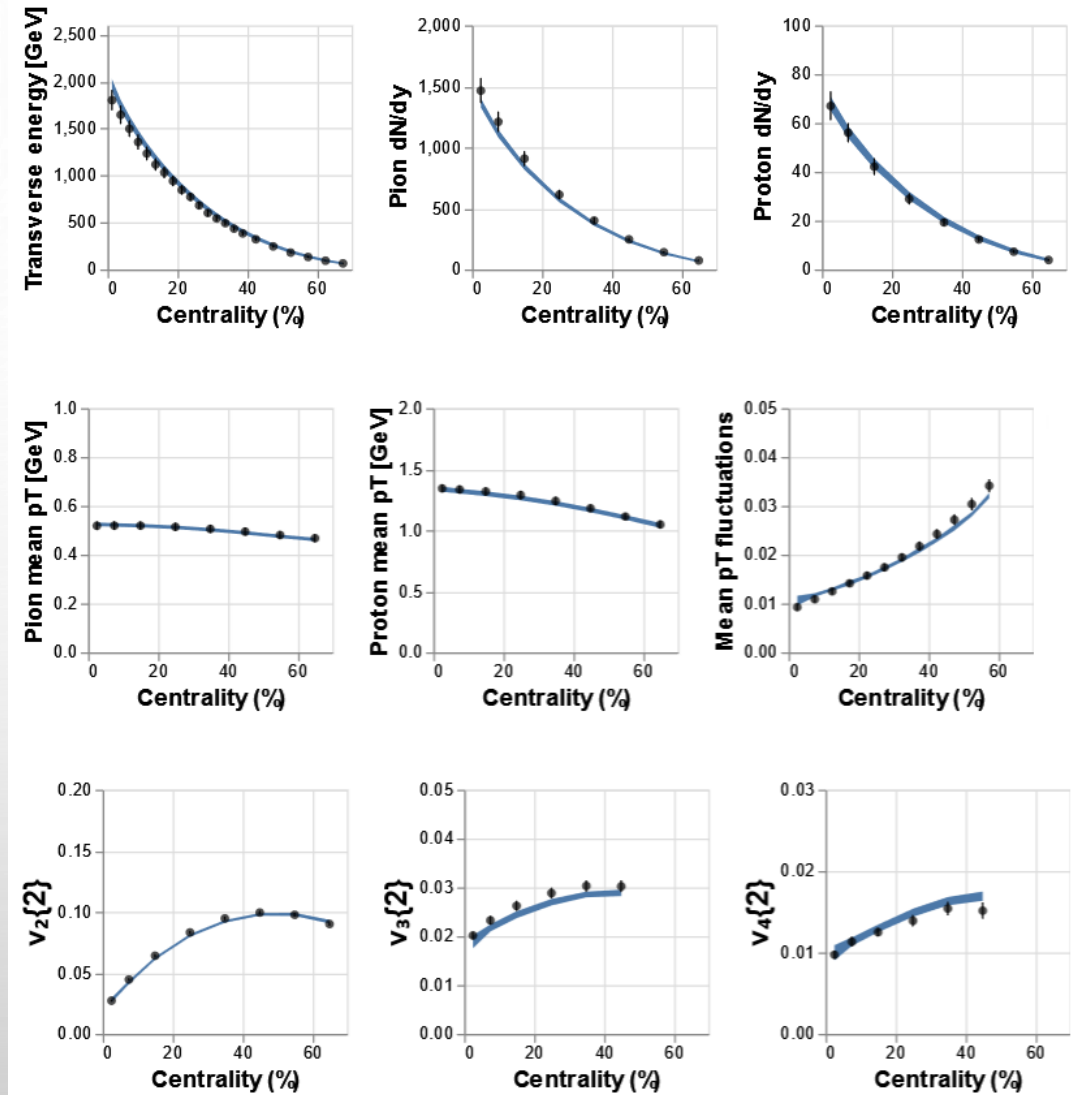 Transverse energy [GeV]
2,500
2,000
1,500
1,000
500
0
0 20 40 60
Centrality (%)
Pion dN/dy
2,000
1,500
1,000
500
0
0 20 40 60
Centrality (%)
Proton dN/dy
100
80
60
40
20
0
0 20 40 60
Centrality (%)
Pion mean pT [GeV]
1.0
0.8
0.6
0.4
0.2
0.0
0 20 40 60
Centrality (%)
Proton mean pT [GeV]
2.0
1.5
1.0
0.5
0.0
0 20 40 60
Centrality (%)
Mean pT fluctuations
0.05
0.04
0.03
0.02
0.01
0.00
0 20 40 60
Centrality (%)
v₂{2}
0.20
0.15
0.10
0.05
0.00
0 20 40 60
Centrality (%)
v₃{2}
0.05
0.04
0.03
0.02
0.01
0.00
0 20 40 60
Centrality (%)
v₄{2}
0.03
0.02
0.01
0.00
0 20 40 60
Centrality (%)